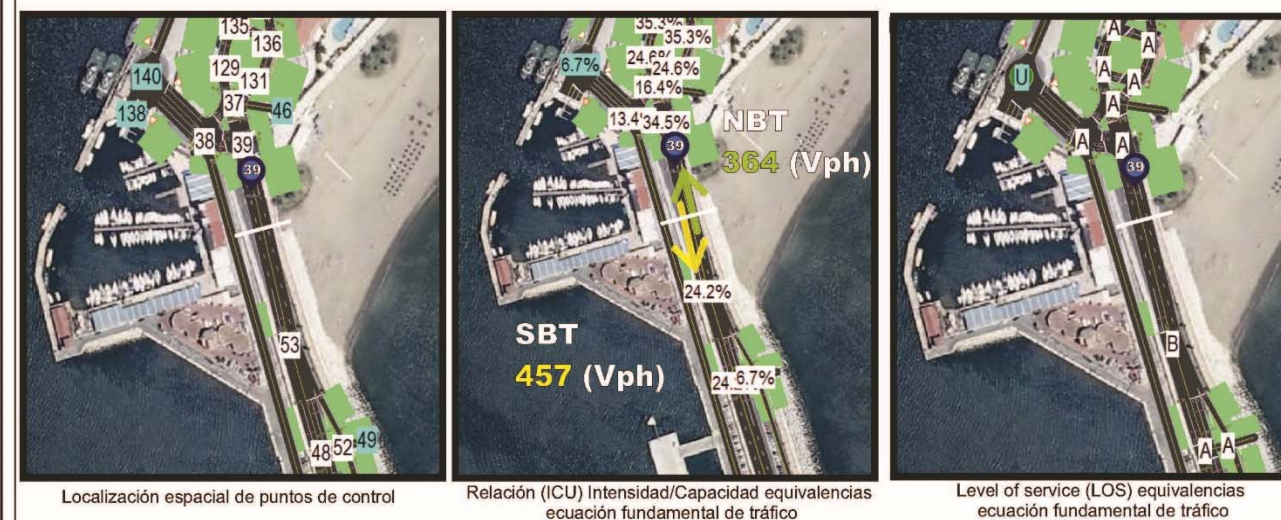 135
136
140
129
131
37
46
138
38
39
39
53
48
52
49
35.3%
35.3%
6.7%
24.6%
24.6%
16.4%
34.5%
39
NBT
364 (Vph)
24.2%
SBT
457 (Vph)
6.7%
A
A
U
A
A
A
A
A
39
B
A
A
Localización espacial de puntos de control
Relación (ICU) Intensidad/Capacidad equivalencias
ecuación fundamental de tráfico
Level of service (LOS) equivalencias
ecuación fundamental de tráfico